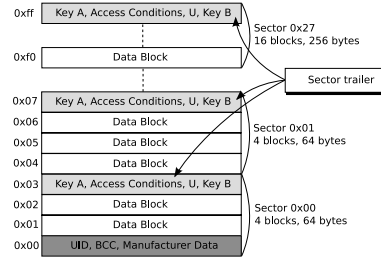 0xff Key A, Access Conditions, U, Key B
Sector 0x27
16 blocks, 256 bytes
0xf0 Data Block
Sector trailer
0x07 Key A, Access Conditions, U, Key B
0x06 Data Block
0x05 Data Block
0x04 Data Block
Sector 0x01
4 blocks, 64 bytes
0x03 Key A, Access Conditions, U, Key B
0x02 Data Block
0x01 Data Block
0x00 UID, BCC, Manufacturer Data
Sector 0x00
4 blocks, 64 bytes